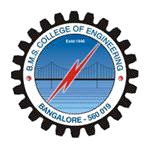 B.M.S. COLLEGE OF ENGINEERING
Estd 1946
BANGALORE - 560 019